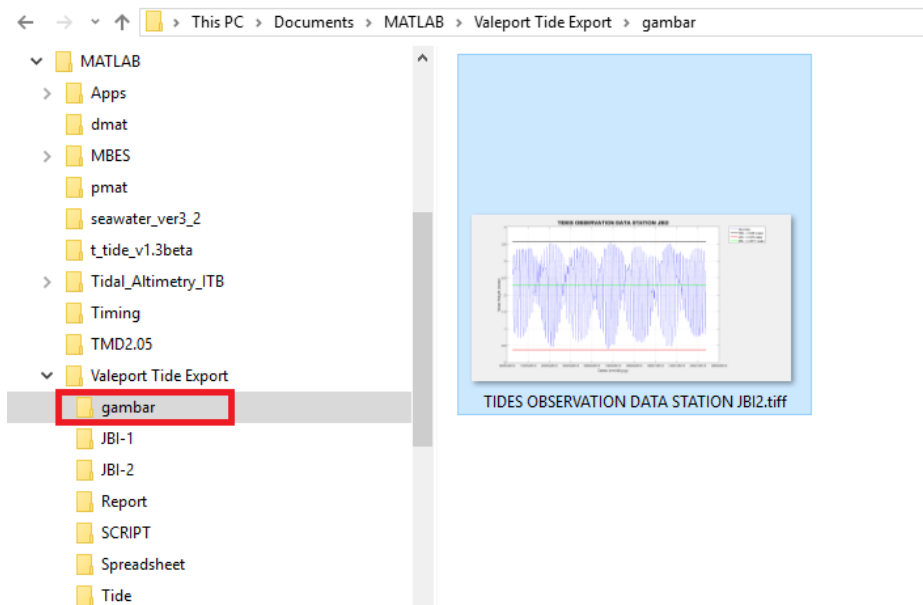 This PC > Documents > MATLAB > Valeport Tide Export > gambar
MATLAB
Apps
dmat
MBES
pmat
seawater_ver3_2
t_tide_v1.3beta
Tidal_Altimetry_ITB
Timing
TMD2.05
Valeport Tide Export
gambar
JBI-1
JBI-2
Report
SCRIPT
Spreadsheet
Tide
TIDES OBSERVATION DATA STATION JBI2
TIDES OBSERVATION DATA STATION JBI2.tiff